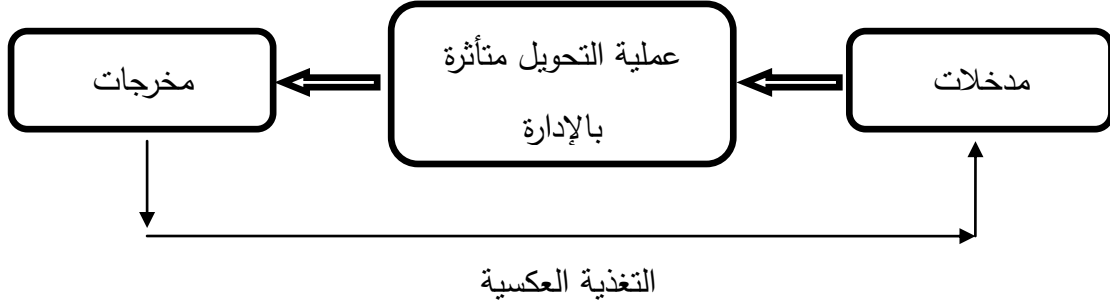 مدخلات
عملية التحويل متأثرة
بالإدارة
مخرجات
التغذية العكسية